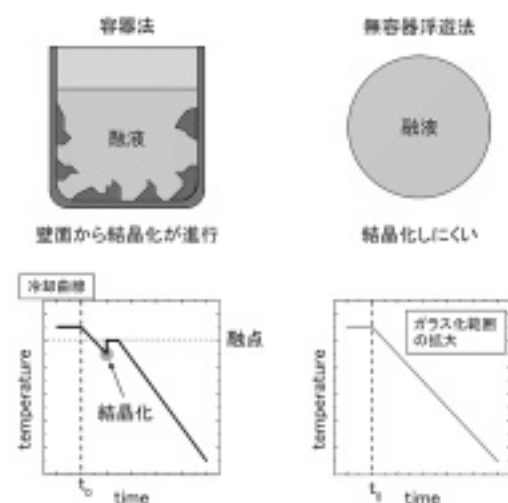 容器法
無容器浮遊法
融液
融液
壁面から結晶化が進行
結晶化しにくい
冷却曲線
融点
結晶化
temperature
t₀
time
ガラス化範囲
の拡大
temperature
time